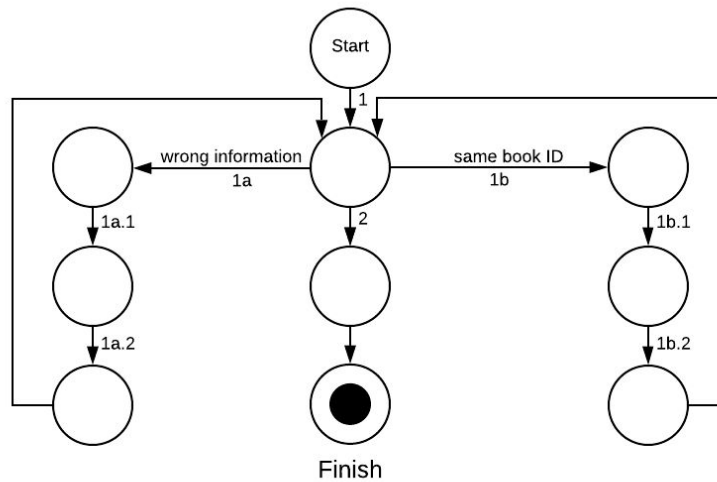 Start
1
wrong information
1a
same book ID
1b
1a.1
2
1b.1
1a.2
1b.2
Finish